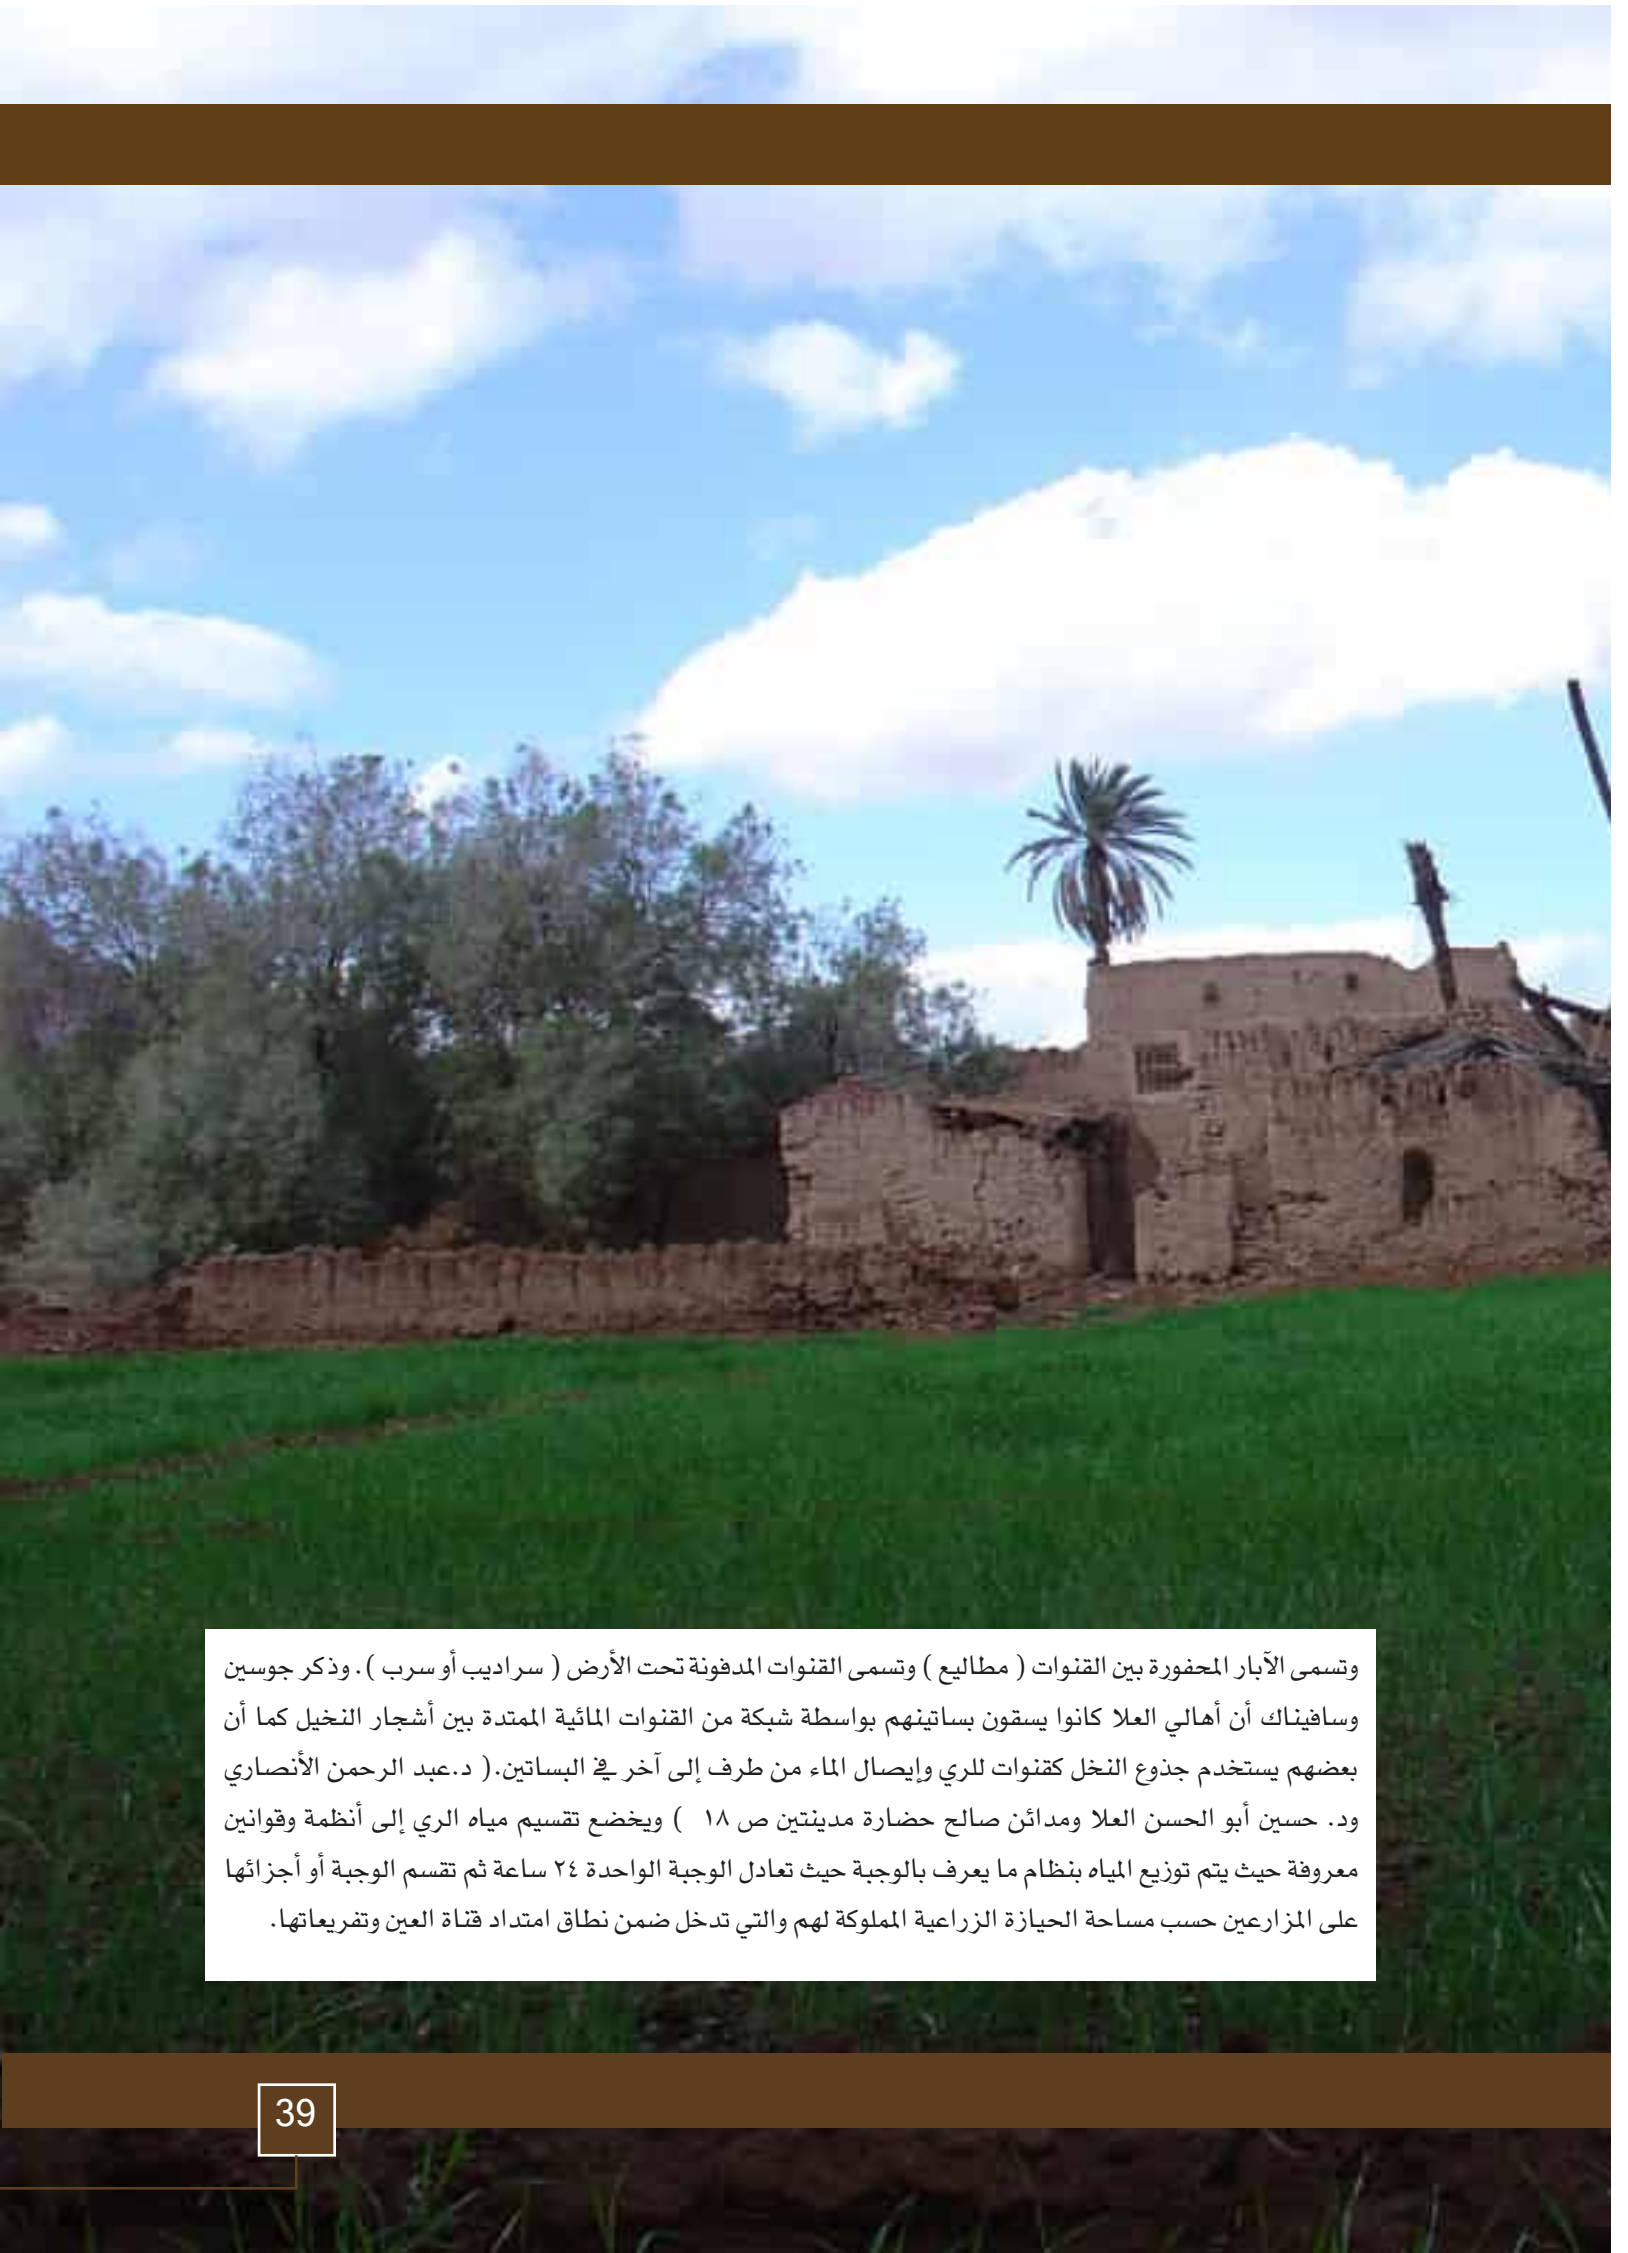 وتسمى الآبار المحفورة بين القنوات ( مطاليع ) وتسمى القنوات المدفونة تحت الأرض ( سراديب أو سرب ). وذكر جوسين
وسافيناك أن أهالي العلا كانوا يسقون بساتينهم بواسطة شبكة من القنوات المائية الممتدة بين أشجار النخيل كما أن
بعضهم يستخدم جذوع النخل كقنوات للري وإيصال الماء من طرف إلى آخر في البساتين.( د.عبد الرحمن الأنصاري
ود. حسين أبو الحسن العلا ومدائن صالح حضارة مدينتين ص ١٨ ) ويخضع تقسيم مياه الري إلى أنظمة وقوانين
معروفة حيث يتم توزيع المياه بنظام ما يعرف بالوجبة حيث تعادل الوجبة الواحدة ٢٤ ساعة ثم تقسم الوجبة أو أجزائها
على المزارعين حسب مساحة الحيازة الزراعية المملوكة لهم والتي تدخل ضمن نطاق امتداد قناة العين وتفريعاتها.
39